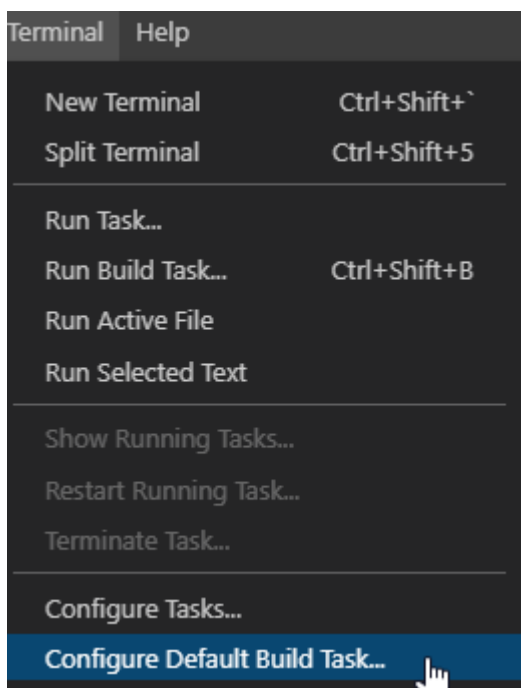 Terminal Help
New Terminal Ctrl+Shift+`
Split Terminal Ctrl+Shift+5
Run Task...
Run Build Task... Ctrl+Shift+B
Run Active File
Run Selected Text
Show Running Tasks...
Restart Running Task...
Terminate Task...
Configure Tasks...
Configure Default Build Task...